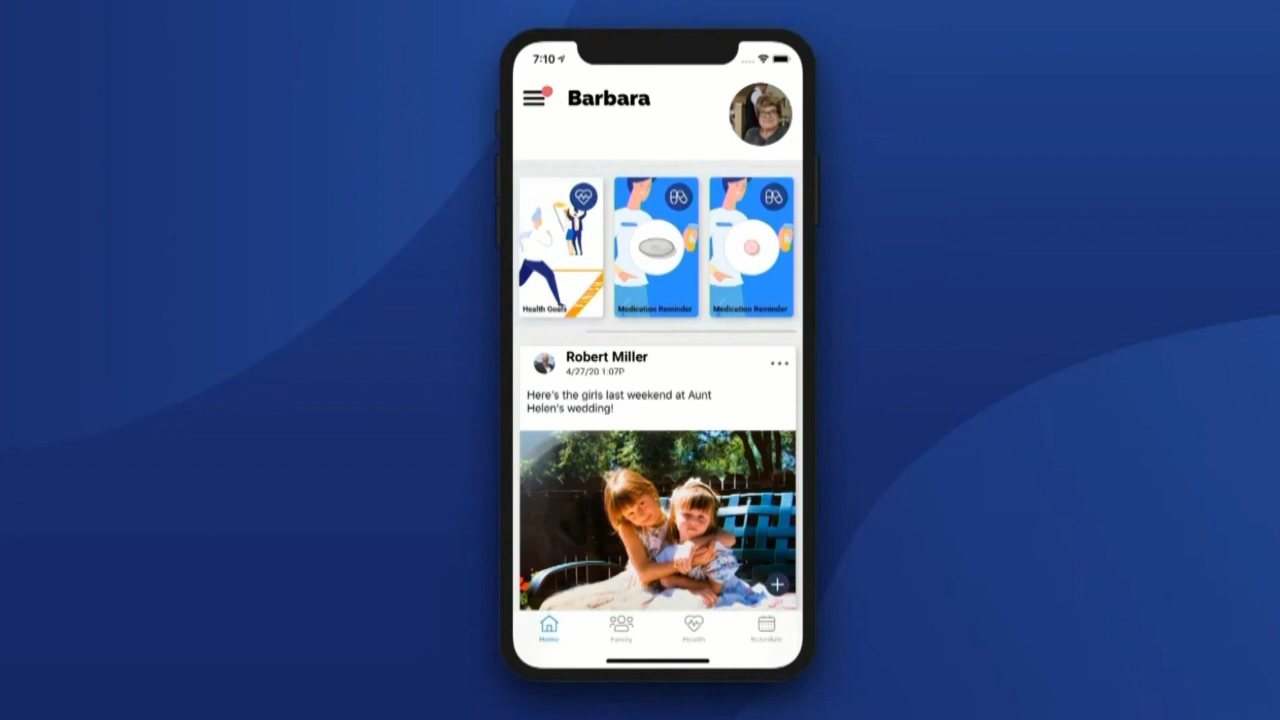 7:10
Barbara
Health Goals
Medication Reminder
Medication Reminder
Robert Miller
4/27/20 1:07P
Here's the girls last weekend at Aunt
Helen's wedding!
Home
Family
Health
Schedule